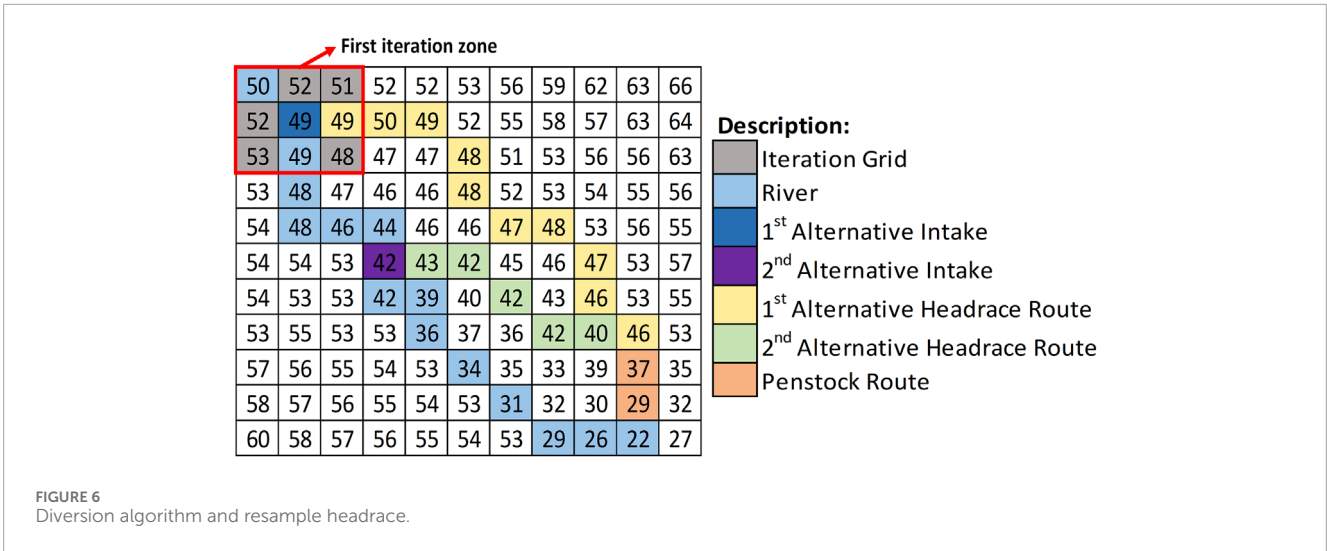 First iteration zone
50 52 51 52 52 53 56 59 62 63 66
52 49 49 50 49 52 55 58 57 63 64
53 49 48 47 47 48 51 53 56 56 63
53 48 47 46 46 48 52 53 54 55 56
54 48 46 44 46 46 47 48 53 56 55
54 54 53 42 43 42 45 46 47 53 57
54 53 53 42 39 40 42 43 46 53 55
53 55 53 53 36 37 36 42 40 46 53
57 56 55 54 53 34 35 33 39 37 35
58 57 56 55 54 53 31 32 30 29 32
60 58 57 56 55 54 53 29 26 22 27
Description:
Iteration Grid
River
1st Alternative Intake
2nd Alternative Intake
1st Alternative Headrace Route
2nd Alternative Headrace Route
Penstock Route
FIGURE 6
Diversion algorithm and resample headrace.